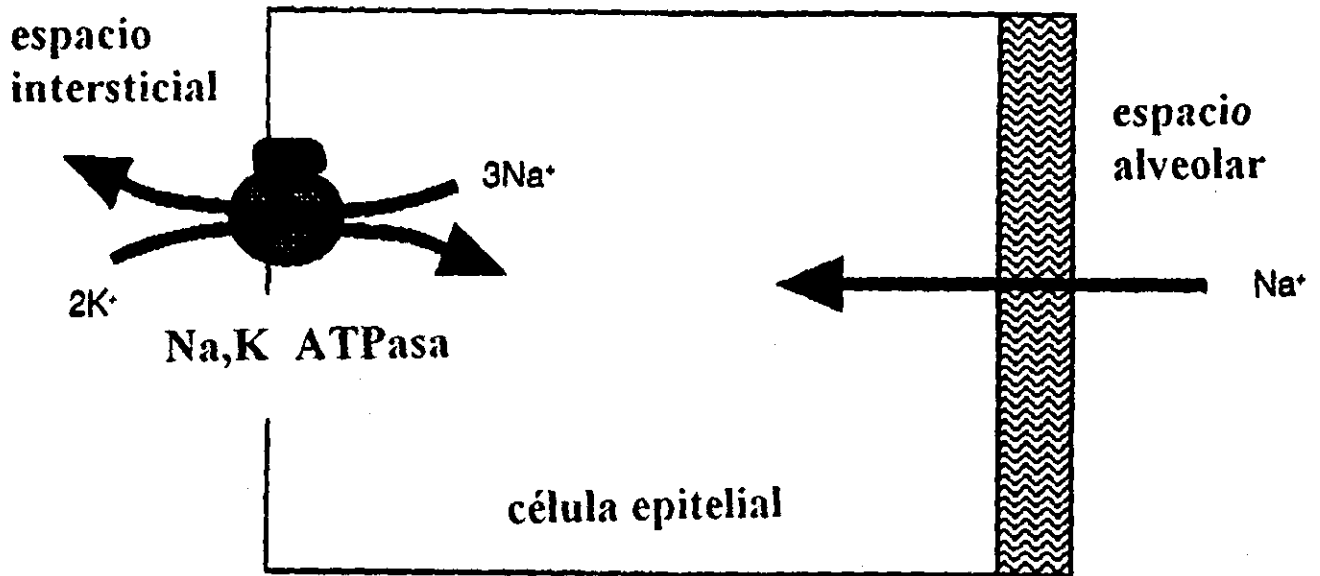 espacio
intersticial
espacio
alveolar
3Na⁺
2K⁺
Na⁺
Na,K ATPasa
célula epitelial